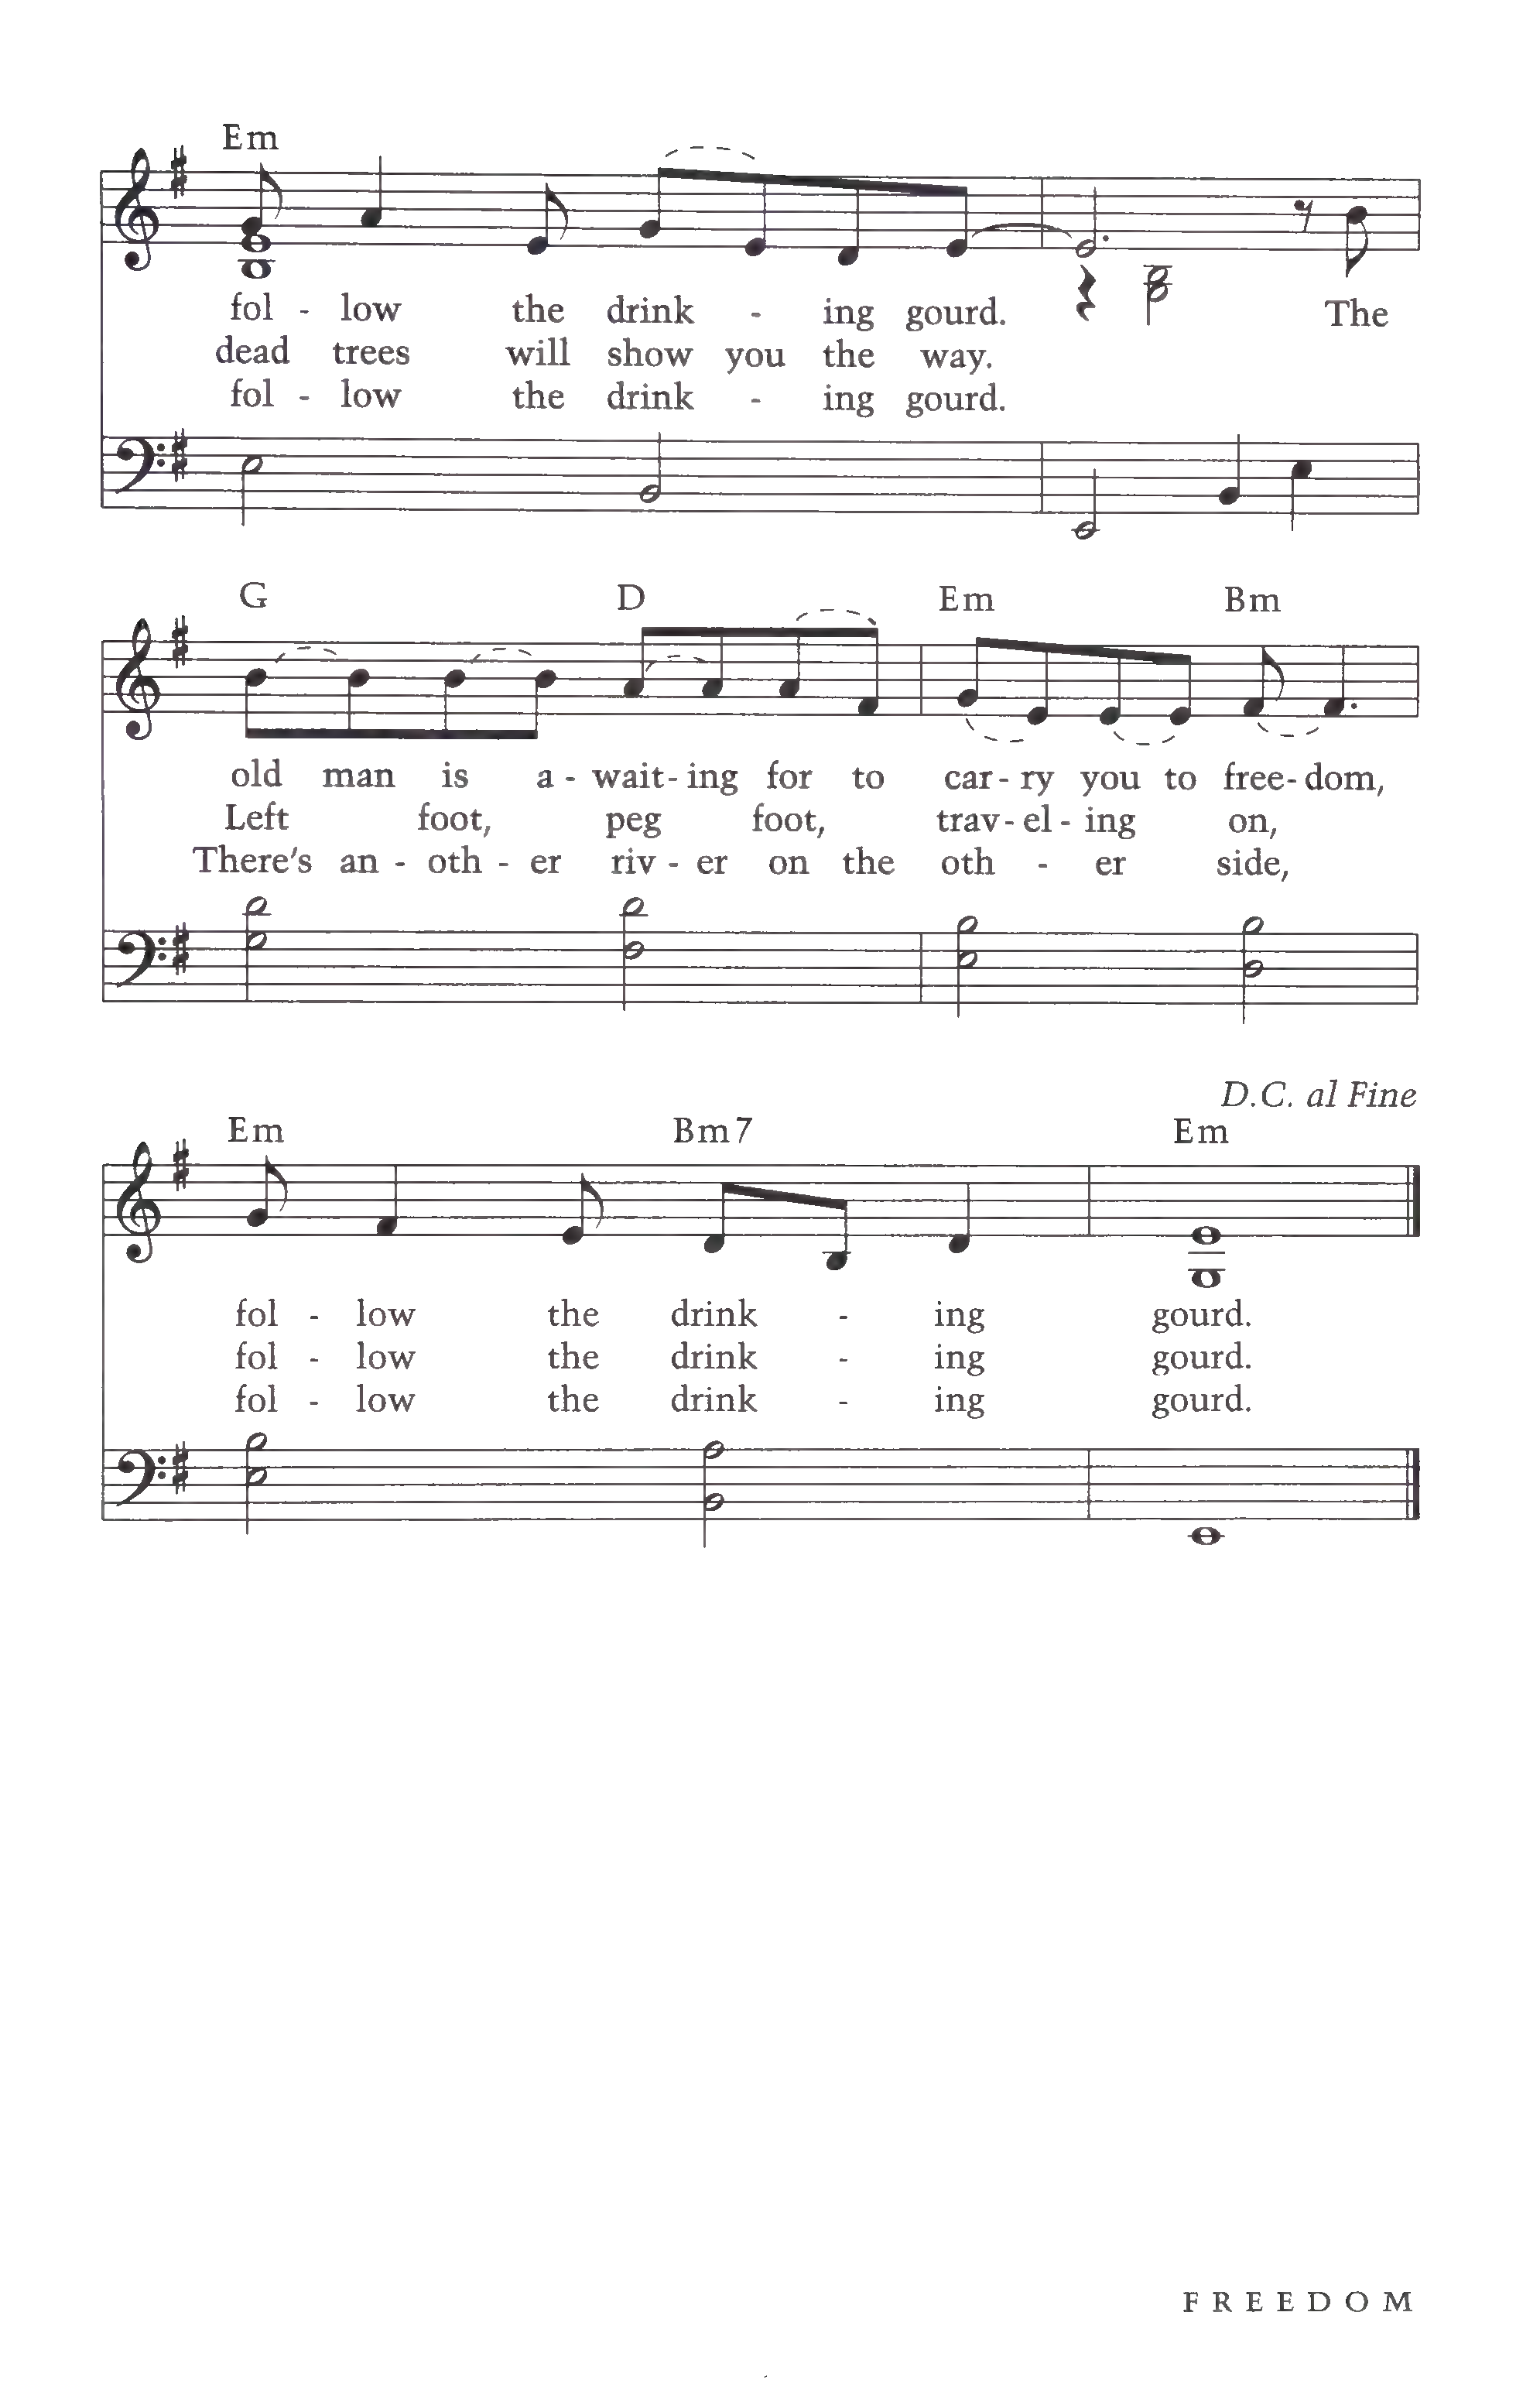 Em
fol - low the drink - ing gourd. The
dead trees will show you the way.
fol - low the drink - ing gourd.
G D Em Bm
old man is a - wait - ing for to car - ry you to free - dom,
Left foot, peg foot, trav - el - ing on,
There's an - oth - er riv - er on the oth - er side,
D.C. al Fine
Em Bm7 Em
fol - low the drink - ing gourd.
fol - low the drink - ing gourd.
fol - low the drink - ing gourd.
FREEDOM